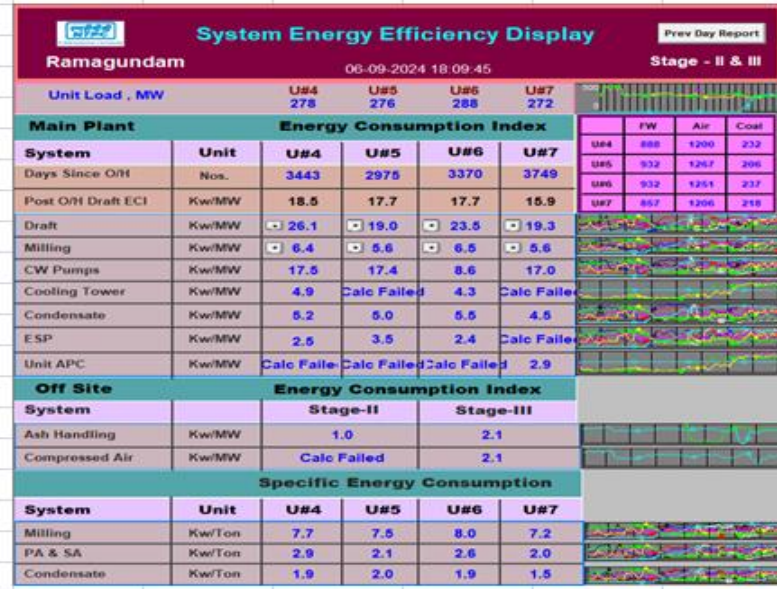 System Energy Efficiency Display
Prev Day Report
Ramagundam
06-09-2024 18:09:45
Stage - II & III
Unit Load , MW
U#4 U#5 U#6 U#7
278 276 288 272
Main Plant Energy Consumption Index
FW Air Coal
System Unit U#4 U#5 U#6 U#7
U#4 888 1200 232
Days Since O/H Nos. 3443 2975 3370 3749
U#5 932 1267 206
U#6 932 1251 237
Post O/H Draft ECI Kw/MW 18.5 17.7 17.7 15.9
U#7 857 1206 218
Draft Kw/MW 26.1 19.0 23.5 19.3
Milling Kw/MW 6.4 5.6 6.5 5.6
CW Pumps Kw/MW 17.5 17.4 8.6 17.0
Cooling Tower Kw/MW 4.9 Calc Failed 4.3 Calc Faile
Condensate Kw/MW 5.2 5.0 5.5 4.5
ESP Kw/MW 2.5 3.5 2.4 Calc Faile
Unit APC Kw/MW Calc Faile Calc Failed Calc Failed 2.9
Off Site Energy Consumption Index
System Stage-II Stage-III
Ash Handling Kw/MW 1.0 2.1
Compressed Air Kw/MW Calc Failed 2.1
Specific Energy Consumption
System Unit U#4 U#5 U#6 U#7
Milling Kw/Ton 7.7 7.5 8.0 7.2
PA & SA Kw/Ton 2.9 2.1 2.6 2.0
Condensate Kw/Ton 1.9 2.0 1.9 1.5